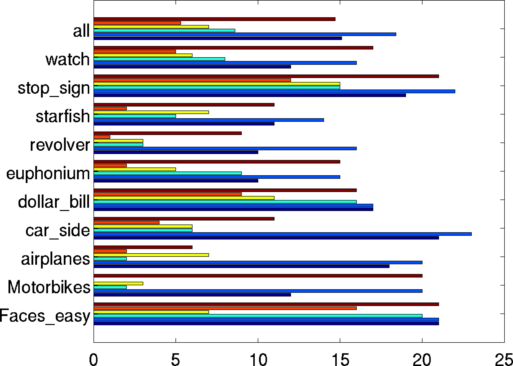 all
watch
stop_sign
starfish
revolver
euphonium
dollar_bill
car_side
airplanes
Motorbikes
Faces_easy
0 5 10 15 20 25